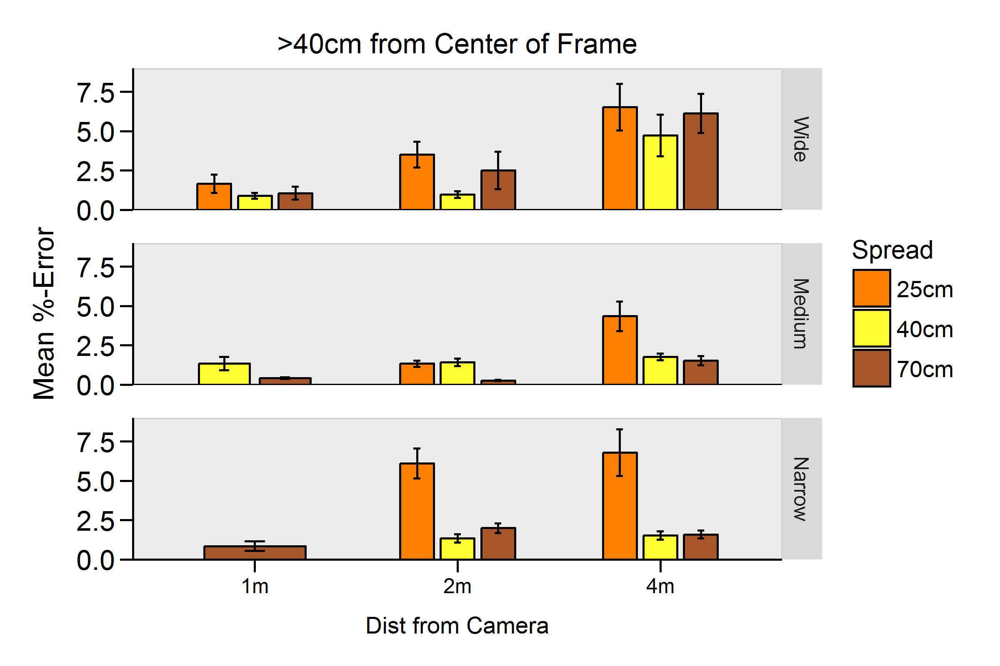 >40cm from Center of Frame
Mean %-Error
7.5
5.0
2.5
0.0
Wide
7.5
5.0
2.5
0.0
Medium
7.5
5.0
2.5
0.0
Narrow
1m
2m
4m
Dist from Camera
Spread
25cm
40cm
70cm